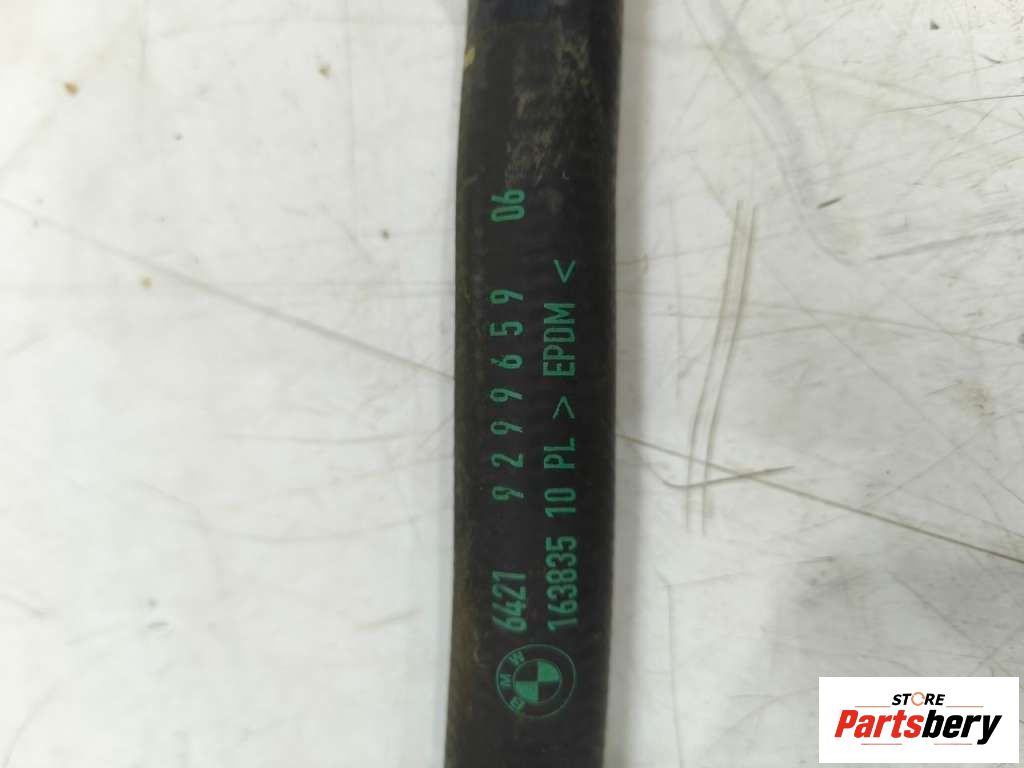 BMW 6421 9299659 06
163835 10 PL > EPDM <
STORE
Partsbery